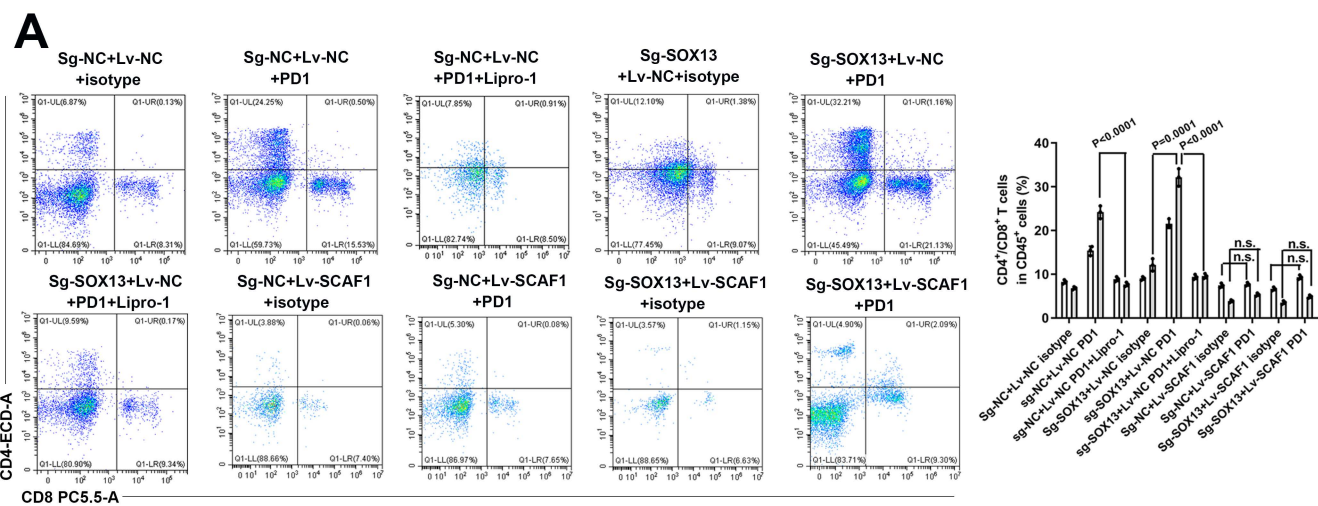 A
Sg-NC+Lv-NC
+isotype
Sg-NC+Lv-NC
+PD1
Sg-NC+Lv-NC
+PD1+Lipro-1
Sg-SOX13
+Lv-NC+isotype
Sg-SOX13+Lv-NC
+PD1
Q1-UL(6.87%) Q1-UR(0.13%)
Q1-LL(84.69%) Q1-LR(8.31%)
Q1-UL(24.25%) Q1-UR(0.50%)
Q1-LL(59.73%) Q1-LR(15.53%)
Q1-UL(7.85%) Q1-UR(0.91%)
Q1-LL(82.74%) Q1-LR(8.50%)
Q1-UL(12.10%) Q1-UR(1.38%)
Q1-LL(77.45%) Q1-LR(9.07%)
Q1-UL(32.21%) Q1-UR(1.16%)
Q1-LL(45.49%) Q1-LR(21.13%)
Sg-SOX13+Lv-NC
+PD1+Lipro-1
Sg-NC+Lv-SCAF1
+isotype
Sg-NC+Lv-SCAF1
+PD1
Sg-SOX13+Lv-SCAF1
+isotype
Sg-SOX13+Lv-SCAF1
+PD1
Q1-UL(9.59%) Q1-UR(0.17%)
Q1-LL(80.90%) Q1-LR(9.34%)
Q1-UL(3.88%) Q1-UR(0.06%)
Q1-LL(88.66%) Q1-LR(7.40%)
Q1-UL(5.30%) Q1-UR(0.08%)
Q1-LL(86.97%) Q1-LR(7.65%)
Q1-UL(3.57%) Q1-UR(1.15%)
Q1-LL(88.65%) Q1-LR(6.63%)
Q1-UL(4.90%) Q1-UR(2.09%)
Q1-LL(83.71%) Q1-LR(9.30%)
CD4-ECD-A
CD8 PC5.5-A
CD4⁺/CD8⁺ T cells
in CD45⁺ cells (%)
40
30
20
10
0
P<0.0001
P=0.0001
P<0.0001
n.s.
n.s.
n.s.
n.s.
Sg-NC+Lv-NC isotype
sg-NC+Lv-NC PD1
sg-NC+Lv-NC PD1+Lipro-1
Sg-SOX13+Lv-NC isotype
sg-SOX13+Lv-NC PD1
sg-SOX13+Lv-NC PD1+Lipro-1
Sg-NC+Lv-SCAF1 isotype
Sg-NC+Lv-SCAF1 PD1
Sg-SOX13+Lv-SCAF1 isotype
Sg-SOX13+Lv-SCAF1 PD1